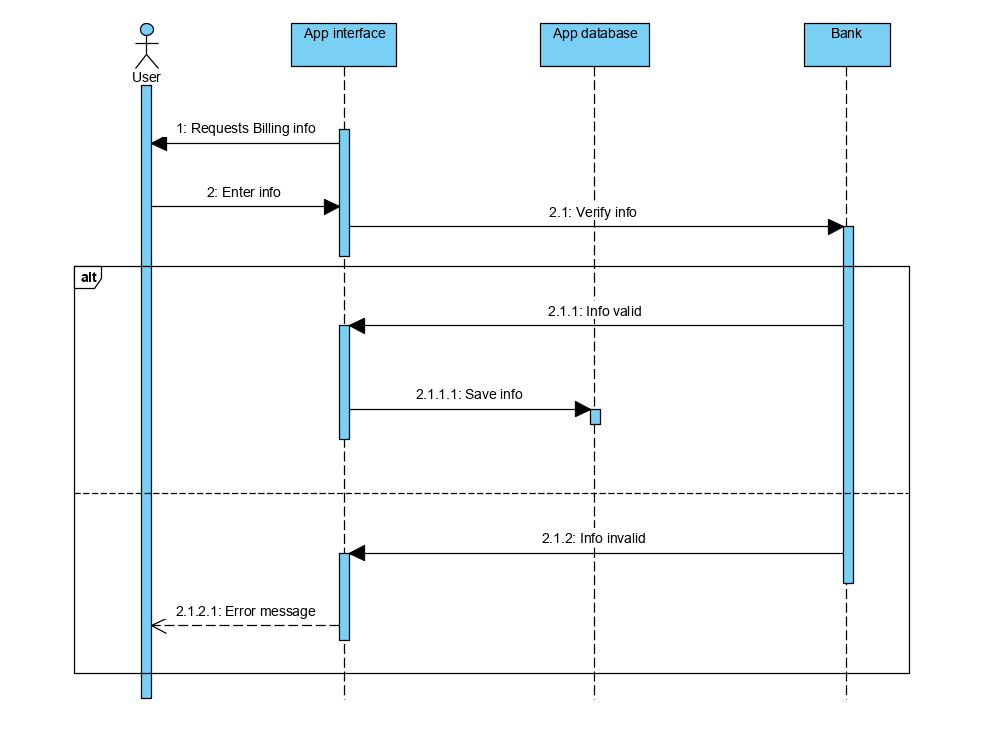 App interface
App database
Bank
User
1: Requests Billing info
2: Enter info
2.1: Verify info
alt
2.1.1: Info valid
2.1.1.1: Save info
2.1.2: Info invalid
2.1.2.1: Error message